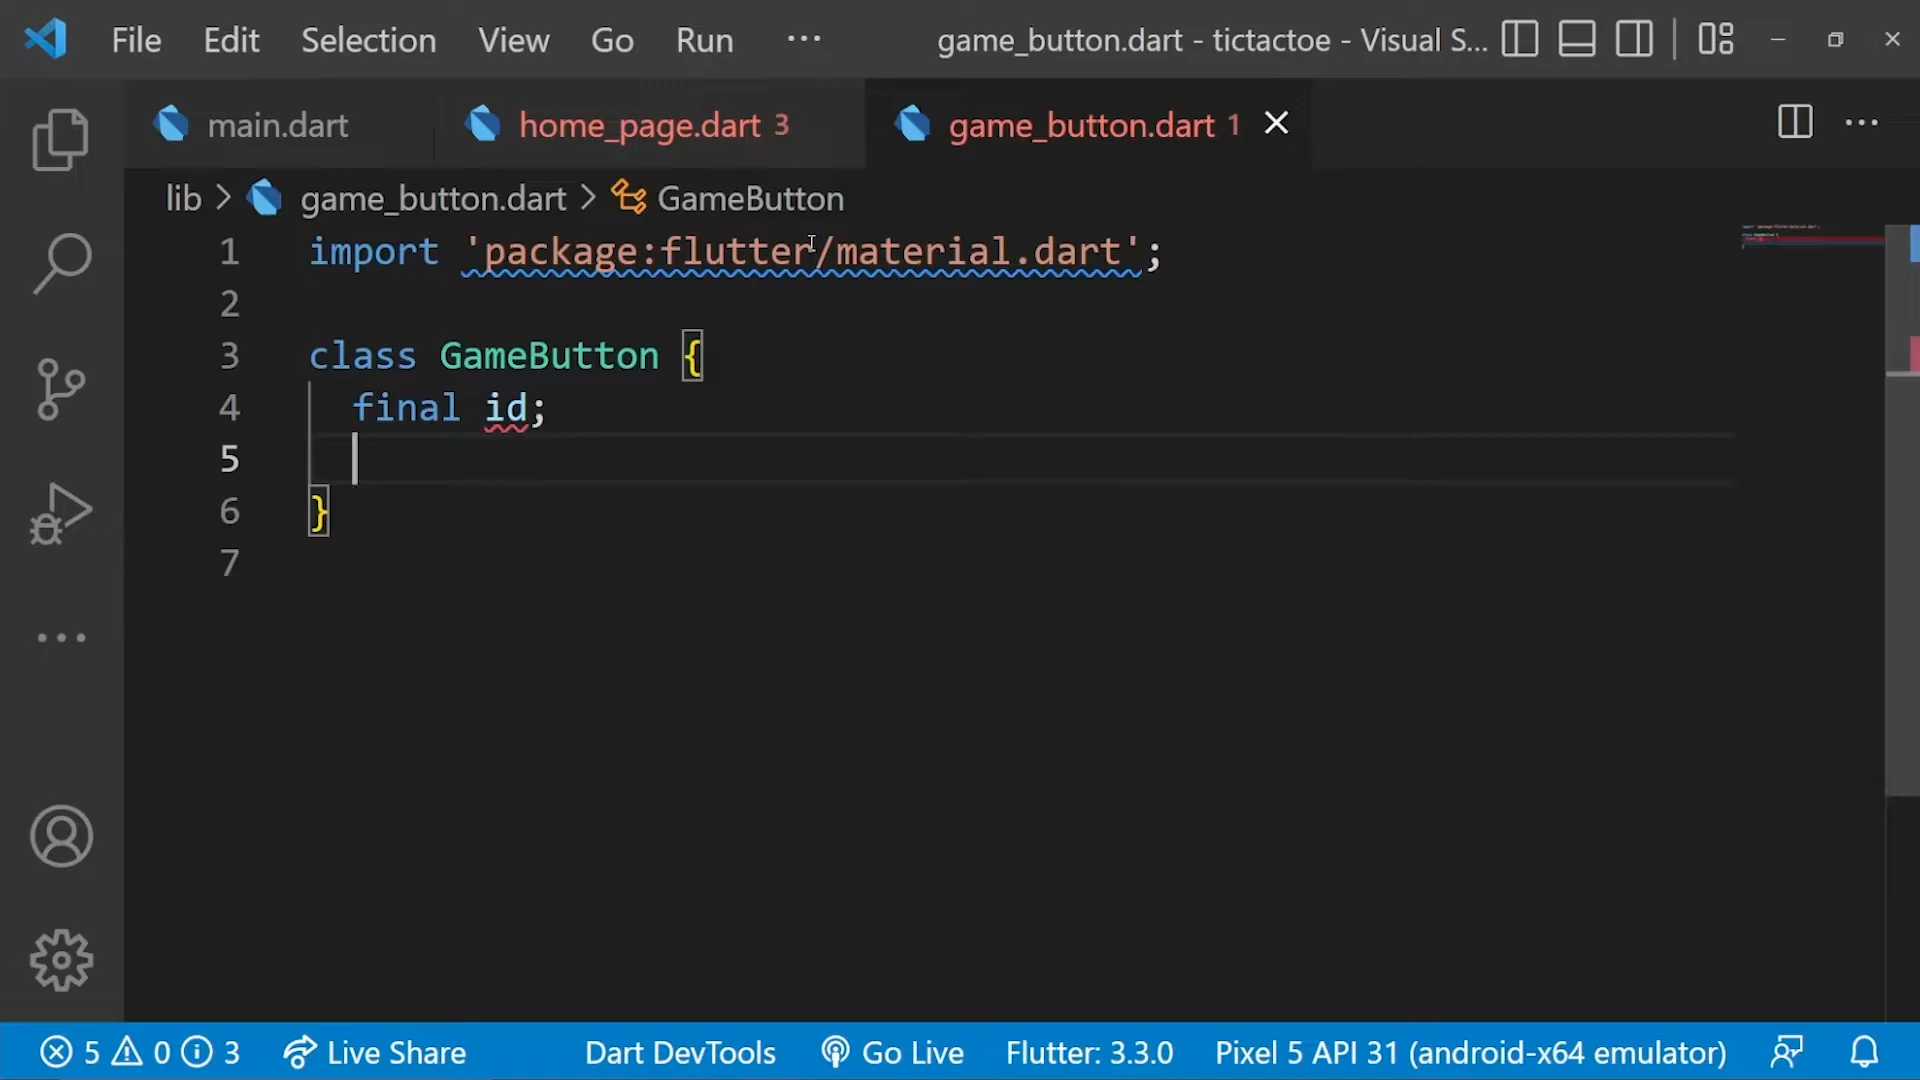 File Edit Selection View Go Run ... game_button.dart - tictactoe - Visual S...
main.dart home_page.dart 3 game_button.dart 1
lib > game_button.dart > GameButton
1 import 'package:flutter/material.dart';
2
3 class GameButton {
4 final id;
5
6 }
7
5 0 3 Live Share Dart DevTools Go Live Flutter: 3.3.0 Pixel 5 API 31 (android-x64 emulator)